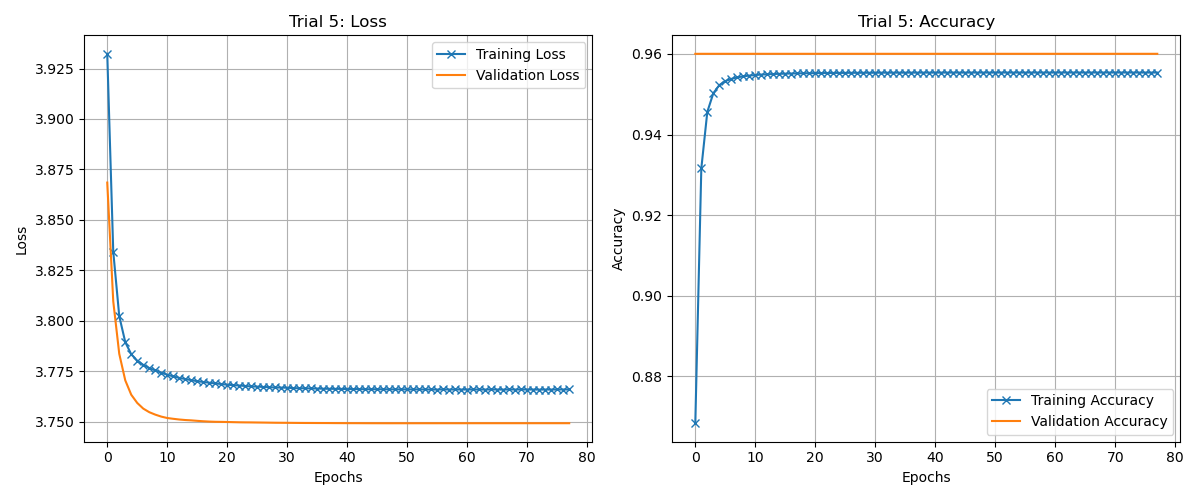 Trial 5: Loss
3.925
3.900
3.875
3.850
3.825
3.800
3.775
3.750
Loss
0 10 20 30 40 50 60 70 80
Epochs
Training Loss
Validation Loss
Trial 5: Accuracy
0.96
0.94
0.92
0.90
0.88
Accuracy
0 10 20 30 40 50 60 70 80
Epochs
Training Accuracy
Validation Accuracy